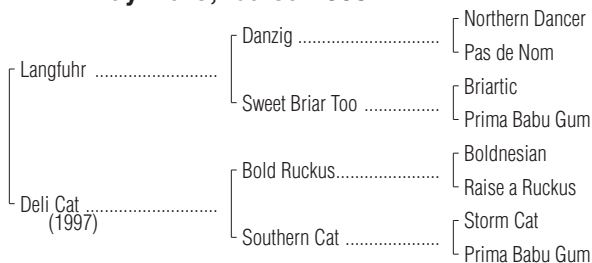 Northern Dancer
Danzig ................................
Pas de Nom
Langfuhr ...........................
Briartic
Sweet Briar Too .................
Prima Babu Gum
Boldnesian
Bold Ruckus.......................
Raise a Ruckus
Deli Cat .............................
(1997)
Storm Cat
Southern Cat .....................
Prima Babu Gum